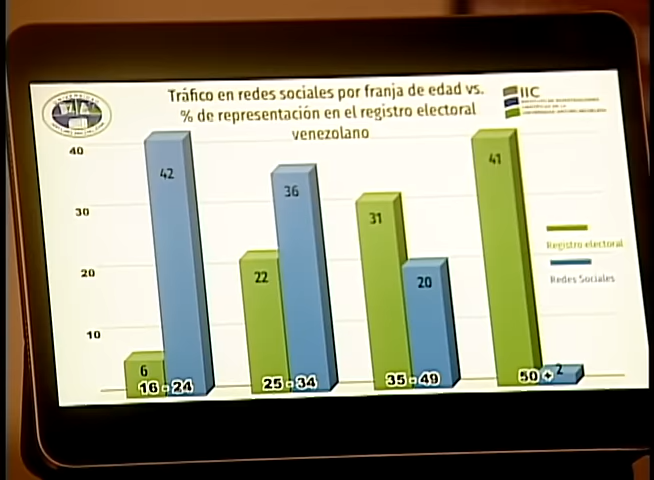 Tráfico en redes sociales por franja de edad vs.
% de representación en el registro electoral
venezolano
IIC
40
30
20
10
42
36
31
41
22
20
6
2
16 - 24
25 - 34
35 - 49
50 +
Registro electoral
Redes Sociales